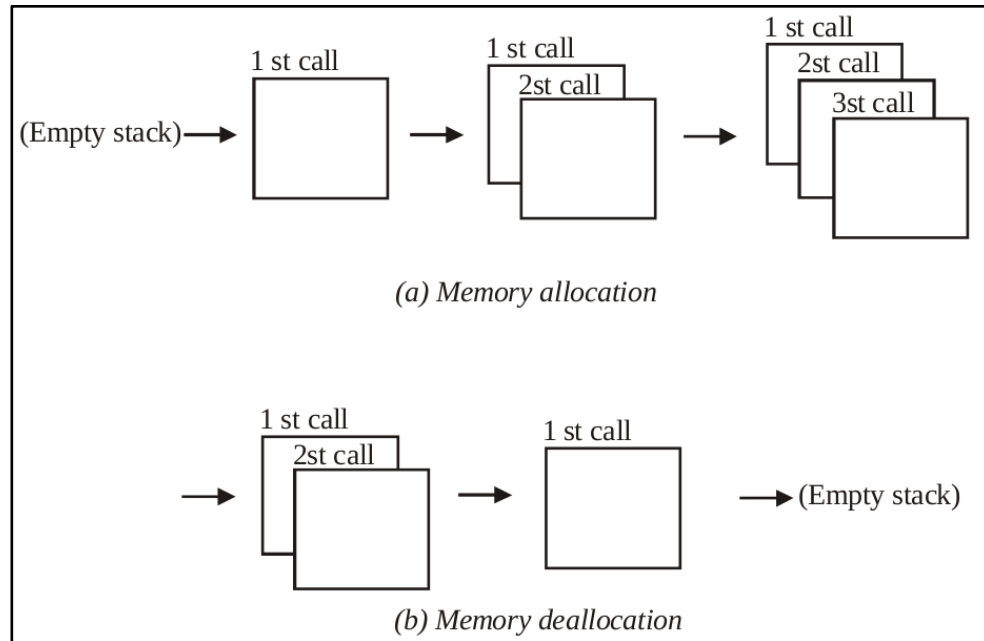 1 st call
2st call
3st call
1 st call
2st call
1 st call
(Empty stack)
(a) Memory allocation
1 st call
2st call
1 st call
(Empty stack)
(b) Memory deallocation